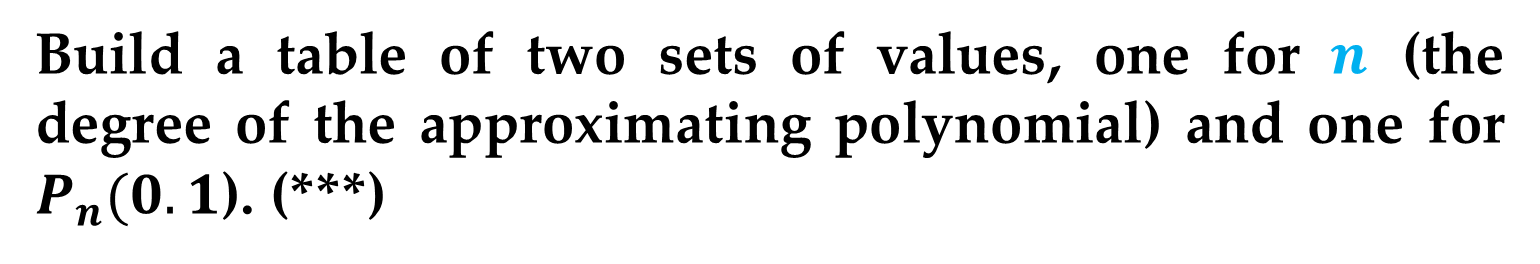 Build a table of two sets of values, one for n (the
degree of the approximating polynomial) and one for
Pₙ(0.1). (***)